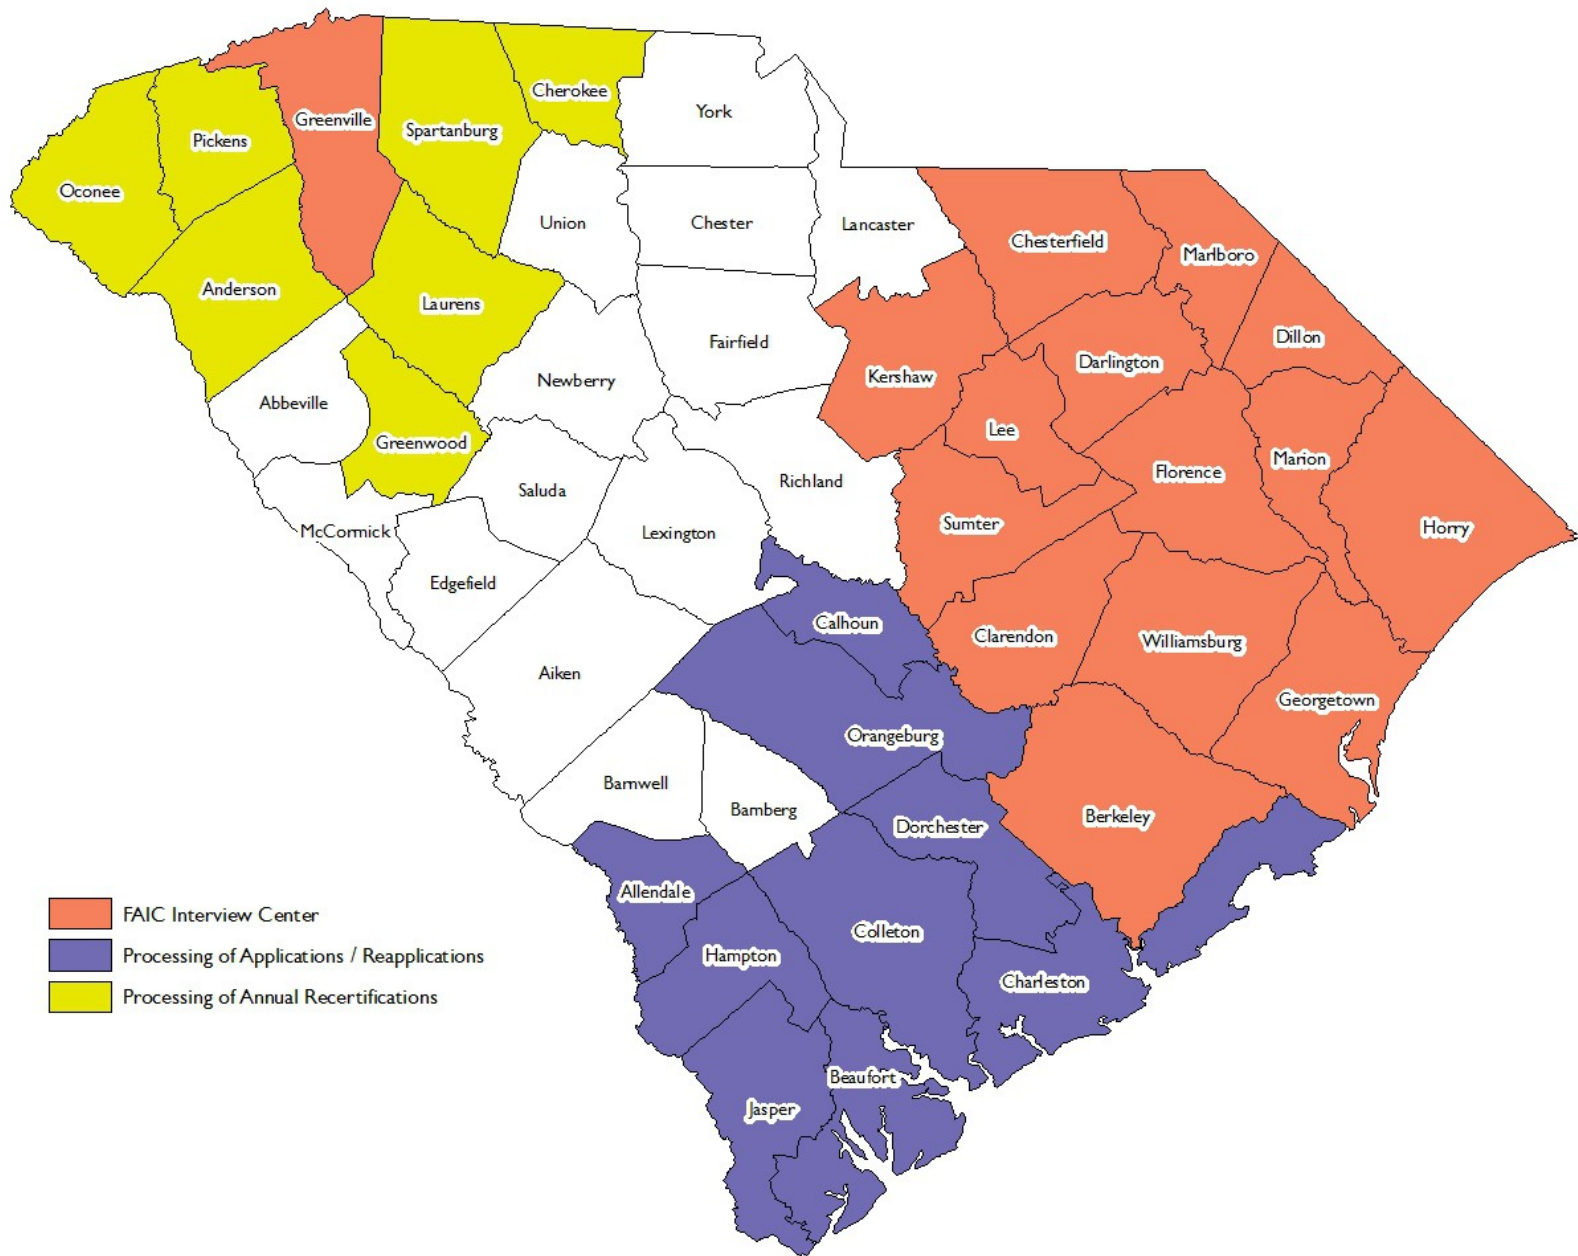 Cherokee
York
Greenville
Spartanburg
Pickens
Oconee
Union
Chester
Lancaster
Chesterfield
Marlboro
Anderson
Laurens
Fairfield
Dillon
Darlington
Kershaw
Newberry
Abbeville
Greenwood
Lee
Marion
Florence
Richland
Saluda
Sumter
Horry
McCormick
Lexington
Edgefield
Calhoun
Clarendon
Williamsburg
Aiken
Georgetown
Orangeburg
Barnwell
Bamberg
Berkeley
Dorchester
Allendale
Colleton
Hampton
Charleston
Beaufort
Jasper
FAIC Interview Center
Processing of Applications / Reapplications
Processing of Annual Recertifications